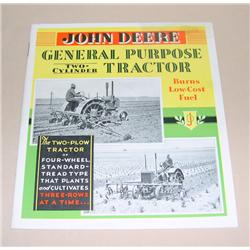 JOHN DEERE
GENERAL PURPOSE
TWO-CYLINDER TRACTOR
Burns
Low-Cost
Fuel
The TWO-PLOW
TRACTOR
OF
FOUR-WHEEL,
STANDARD-
TREAD TYPE
THAT PLANTS
and CULTIVATES
THREE-ROWS
AT A TIME...